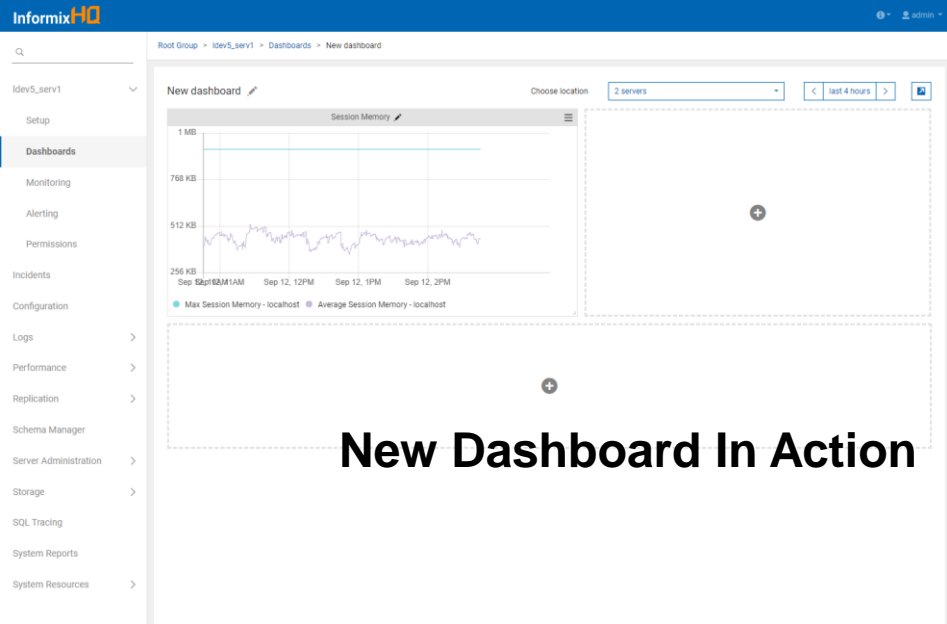 InformixHQ
admin
Root Group > Idev5_serv1 > Dashboards > New dashboard
Idev5_serv1
Setup
Dashboards
Monitoring
Alerting
Permissions
Incidents
Configuration
Logs
Performance
Replication
Schema Manager
Server Administration
Storage
SQL Tracing
System Reports
System Resources
New dashboard
Choose location
2 servers
< last 4 hours >
Session Memory
1 MB
768 KB
512 KB
256 KB
Sep 12, 12PM
Sep 12, 1PM
Sep 12, 2PM
Max Session Memory - localhost
Average Session Memory - localhost
New Dashboard In Action